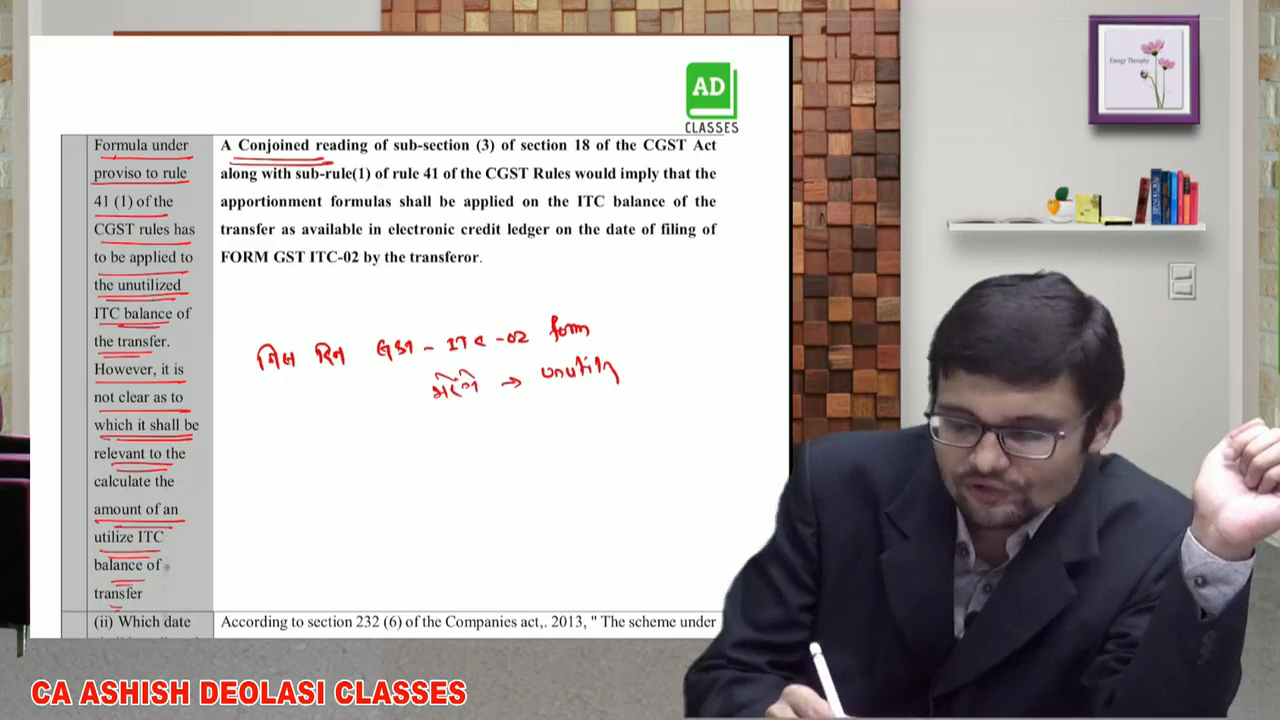 AD
CLASSES
Energy Theraphy
Formula under
proviso to rule
41 (1) of the
CGST rules has
to be applied to
the unutilized
ITC balance of
the transfer.
However, it is
not clear as to
which it shall be
relevant to the
calculate the
amount of an
utilize ITC
balance of
transfer
A Conjoined reading of sub-section (3) of section 18 of the CGST Act
along with sub-rule(1) of rule 41 of the CGST Rules would imply that the
apportionment formulas shall be applied on the ITC balance of the
transfer as available in electronic credit ledger on the date of filing of
FORM GST ITC-02 by the transferor.
दिन GST - ITC -02 form
→
(ii) Which date
According to section 232 (6) of the Companies act,. 2013, " The scheme under
CA ASHISH DEOLASI CLASSES